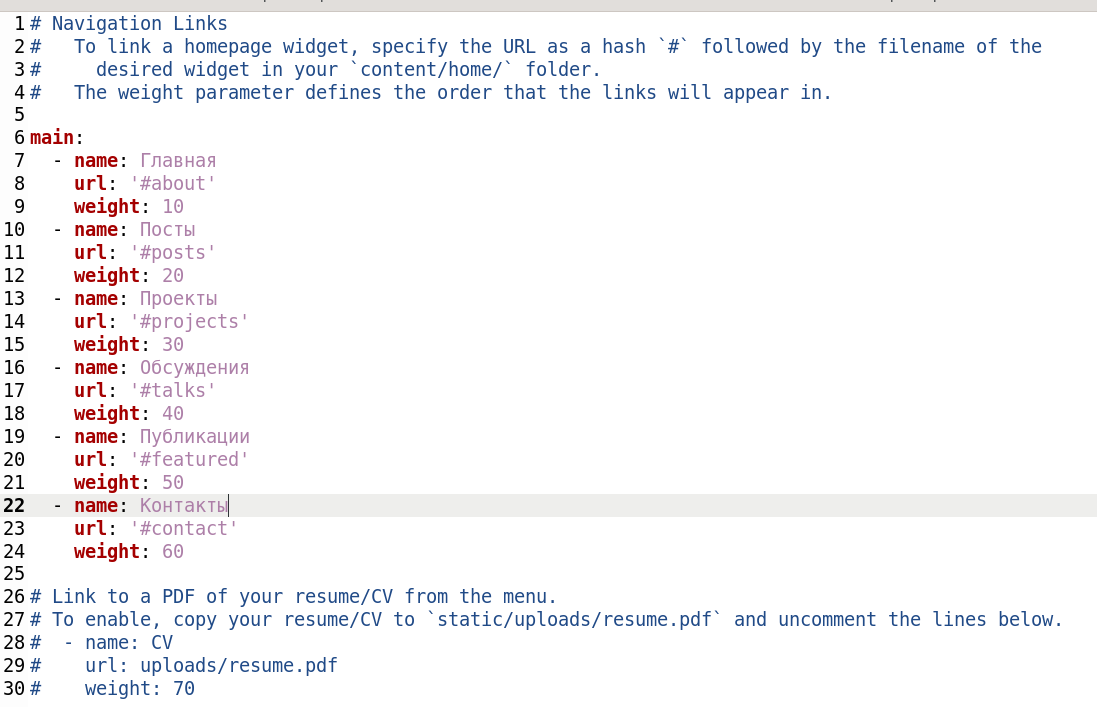 1 # Navigation Links
2 #   To link a homepage widget, specify the URL as a hash `#` followed by the filename of the
3 #     desired widget in your `content/home/` folder.
4 #   The weight parameter defines the order that the links will appear in.
5
6 main:
7   - name: Главная
8     url: '#about'
9     weight: 10
10   - name: Посты
11     url: '#posts'
12     weight: 20
13   - name: Проекты
14     url: '#projects'
15     weight: 30
16   - name: Обсуждения
17     url: '#talks'
18     weight: 40
19   - name: Публикации
20     url: '#featured'
21     weight: 50
22   - name: Контакты
23     url: '#contact'
24     weight: 60
25
26 # Link to a PDF of your resume/CV from the menu.
27 # To enable, copy your resume/CV to `static/uploads/resume.pdf` and uncomment the lines below.
28 #  - name: CV
29 #    url: uploads/resume.pdf
30 #    weight: 70